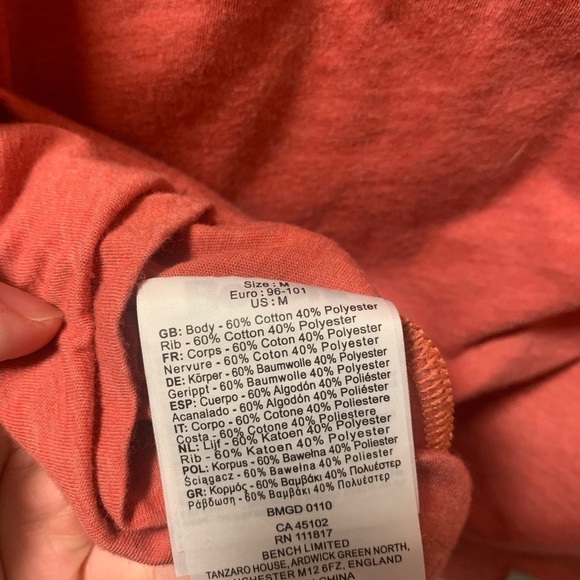 Size: M
Euro: 96-101
US: M
GB: Body - 60% Cotton 40% Polyester
Rib - 60% Cotton 40% Polyester
FR: Corps - 60% Coton 40% Polyester
Nervure - 60% Coton 40% Polyester
DE: Körper - 60% Baumwolle 40% Polyester
Gerippt - 60% Baumwolle 40% Polyester
ESP: Cuerpo - 60% Algodón 40% Poliéster
Acanalado - 60% Algodón 40% Poliéster
IT: Corpo - 60% Cotone 40% Poliestere
Costa - 60% Cotone 40% Poliestere
NL: Lijf - 60% Katoen 40% Polyester
Rib - 60% Katoen 40% Polyester
POL: Korpus - 60% Bawełna 40% Polyester
Ściągacz - 60% Bawełna 40% Polyester
GR: Κορμός - 60% Βαμβάκι 40% Πολυέστερ
Ράβδωση - 60% Βαμβάκι 40% Πολυέστερ
BMGD 0110
CA 45102
RN 111817
BENCH LIMITED
TANZARO HOUSE, ARDWICK GREEN NORTH,
CHESTER M12 6FZ, ENGLAND
CHINA